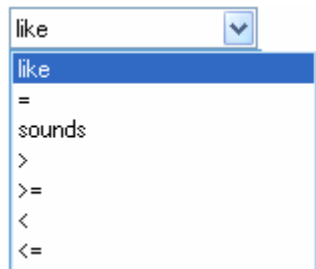 like
like
=
sounds
>
>=
<
<=